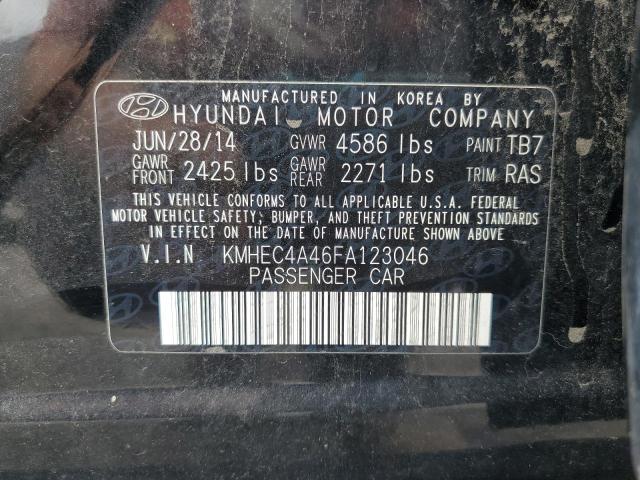 MANUFACTURED IN KOREA BY
HYUNDAI MOTOR COMPANY
JUN/28/14 GVWR 4586 lbs PAINT TB7
GAWR FRONT 2425 lbs GAWR REAR 2271 lbs TRIM RAS
THIS VEHICLE CONFORMS TO ALL APPLICABLE U.S.A. FEDERAL
MOTOR VEHICLE SAFETY, BUMPER, AND THEFT PREVENTION STANDARDS
IN EFFECT ON THE DATE OF MANUFACTURE SHOWN ABOVE.
V.I.N KMHEC4A46FA123046
PASSENGER CAR